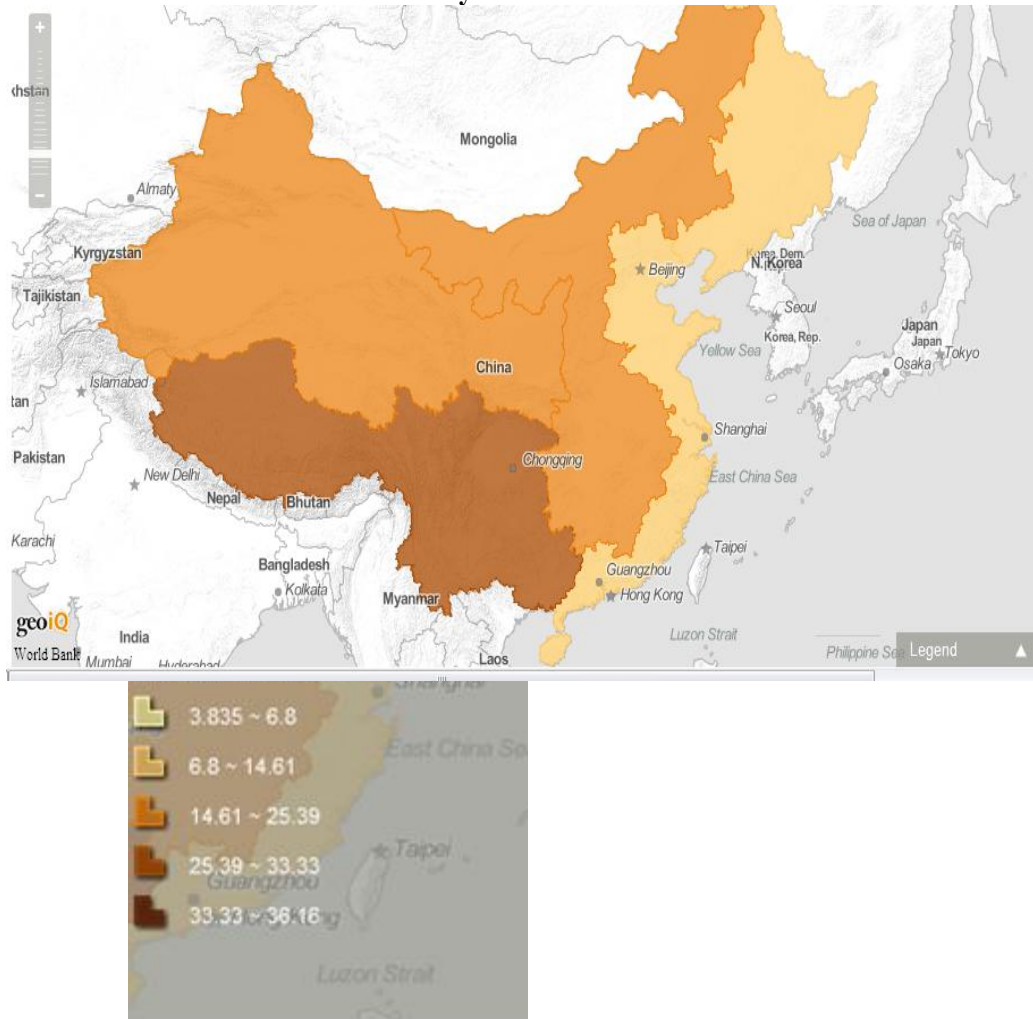 khstan
Mongolia
Almaty
Sea of Japan
Kyrgyzstan
Beijing
N. Korea
Tajikistan
Seoul
Japan
Korea, Rep.
Japan
Tokyo
Yellow Sea
China
Osaka
Islamabad
tan
Shanghai
Pakistan
Chongqing
New Delhi
East China Sea
Nepal
Bhutan
Karachi
Taipei
Bangladesh
Guangzhou
Kolkata
Myanmar
Hong Kong
geoiQ
India
Luzon Strait
World Bank
Mumbai
Hyderabad
Laos
Philippine Sea
Legend
Shanghai
3.835 ~ 6.8
East China Se
6.8 ~ 14.61
14.61 ~ 25.39
Taipei
25.39 ~ 33.33
Guangzhou
33.33 ~ 36.16
Kong
Luzon Strait